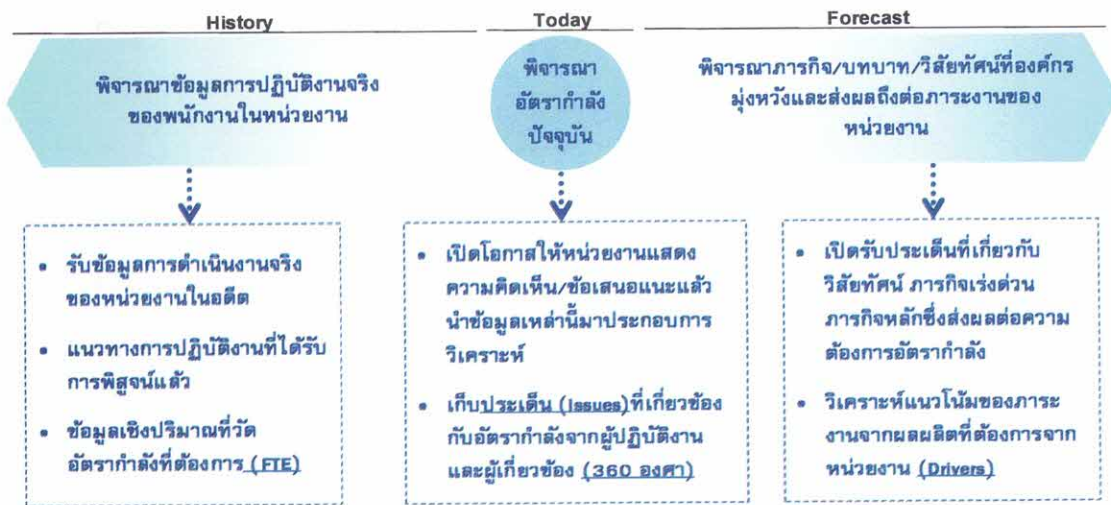 History
Today
Forecast
พิจารณาข้อมูลการปฏิบัติงานจริง
ของพนักงานในหน่วยงาน
พิจารณา
อัตรากำลัง
ปัจจุบัน
พิจารณาภารกิจ/บทบาท/วิสัยทัศน์ที่องค์กร
มุ่งหวังและส่งผลถึงต่อภาระงานของ
หน่วยงาน
• รับข้อมูลการดำเนินงานจริง
ของหน่วยงานในอดีต
• แนวทางการปฏิบัติงานที่ได้รับ
การพิสูจน์แล้ว
• ข้อมูลเชิงปริมาณที่วัด
อัตรากำลังที่ต้องการ (FTE)
• เปิดโอกาสให้หน่วยงานแสดง
ความคิดเห็น/ข้อเสนอแนะแล้ว
นำข้อมูลเหล่านี้มาประกอบการ
วิเคราะห์
• เก็บประเด็น (Issues)ที่เกี่ยวข้อง
กับอัตรากำลังจากผู้ปฏิบัติงาน
และผู้เกี่ยวข้อง (360 องศา)
• เปิดรับประเด็นที่เกี่ยวกับ
วิสัยทัศน์ ภารกิจเร่งด่วน
ภารกิจหลักซึ่งส่งผลต่อความ
ต้องการอัตรากำลัง
• วิเคราะห์แนวโน้มของภาระ
งานจากผลผลิตที่ต้องการจาก
หน่วยงาน (Drivers)